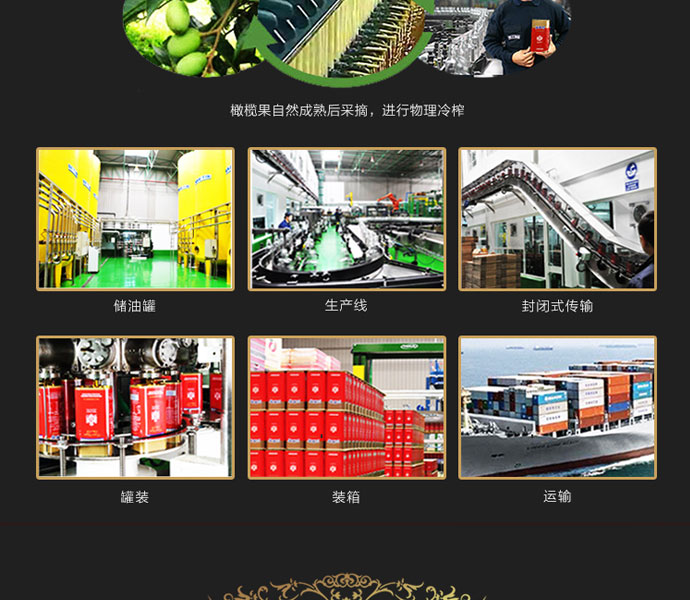 橄榄果自然成熟后采摘，进行物理冷榨
储油罐
生产线
封闭式传输
罐装
装箱
运输